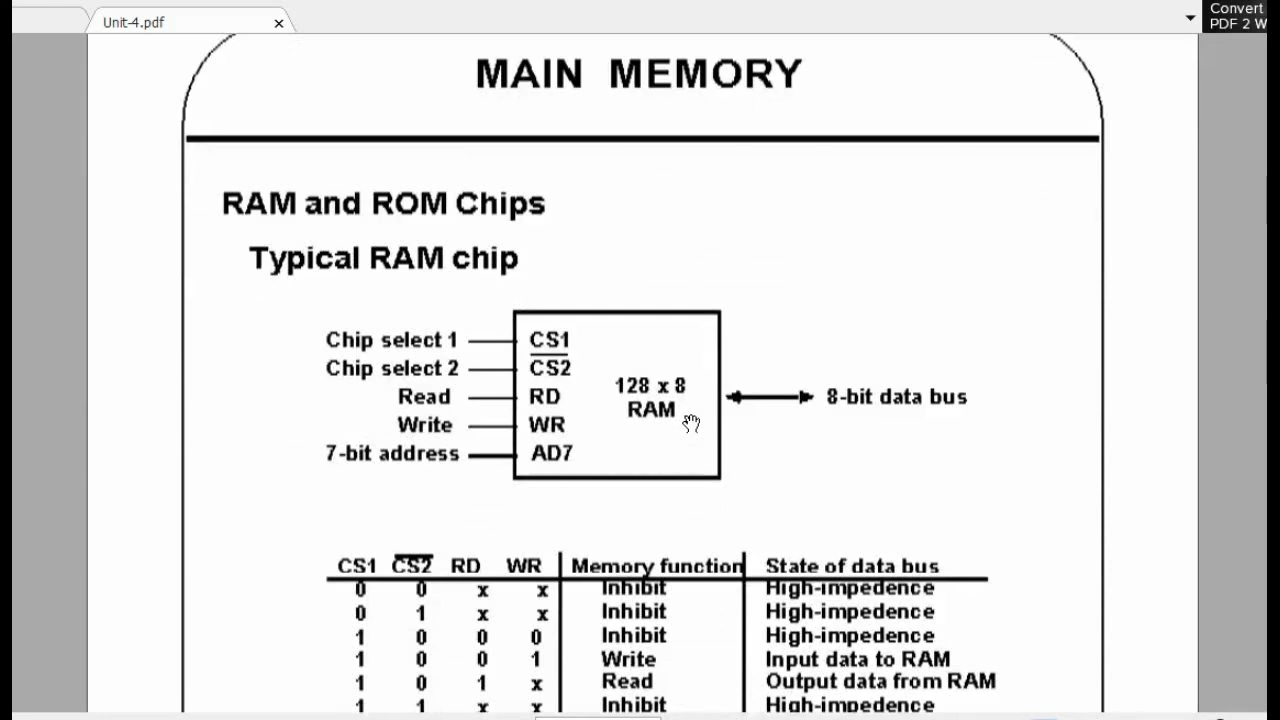 Unit-4.pdf
×
Convert
PDF 2 W
MAIN MEMORY
RAM and ROM Chips
Typical RAM chip
Chip select 1 CS1
Chip select 2 C̅S̅2̅
Read RD
Write WR
7-bit address AD7
128 x 8
RAM
8-bit data bus
CS1 C̅S̅2̅ RD WR Memory function State of data bus
0 0 x x Inhibit High-impedence
0 1 x x Inhibit High-impedence
1 0 0 0 Inhibit High-impedence
1 0 0 1 Write Input data to RAM
1 0 1 x Read Output data from RAM
1 1 x x Inhibit High-impedence